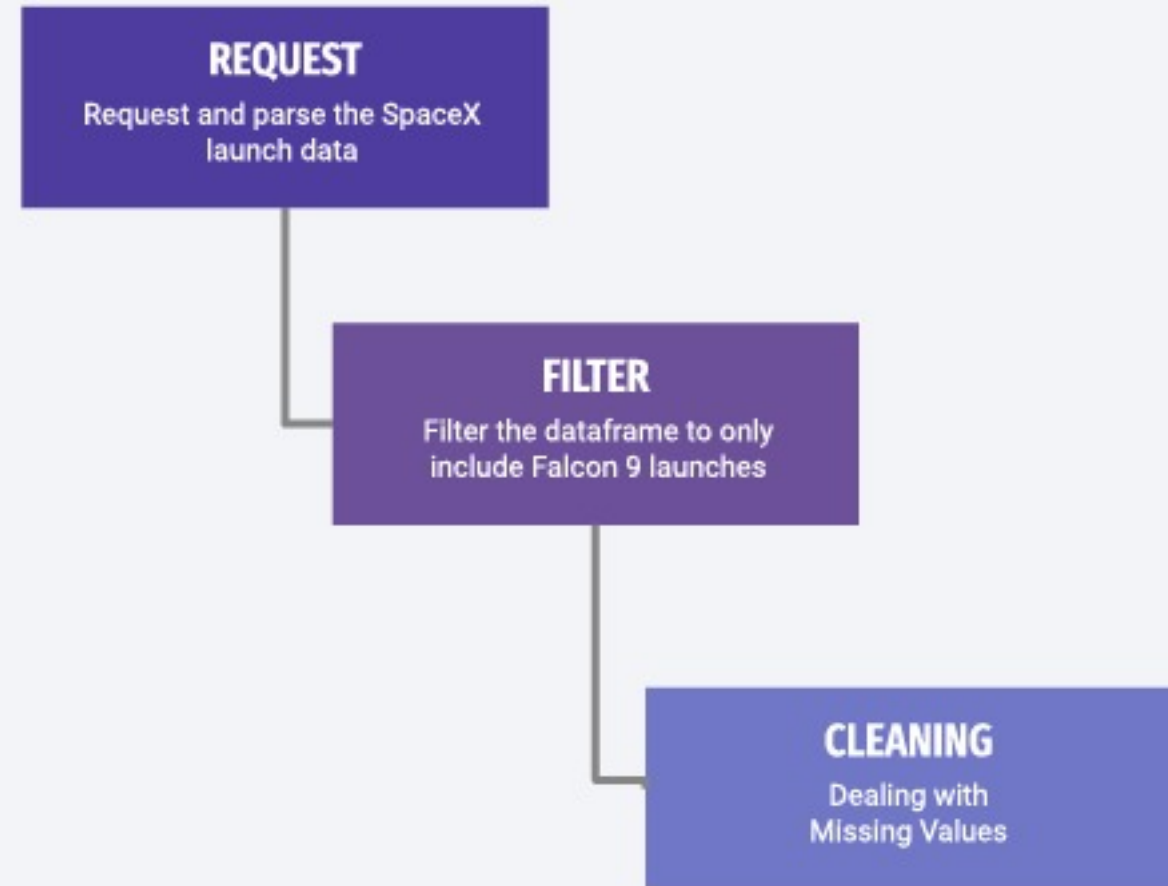 REQUEST
Request and parse the SpaceX
launch data
FILTER
Filter the dataframe to only
include Falcon 9 launches
CLEANING
Dealing with
Missing Values